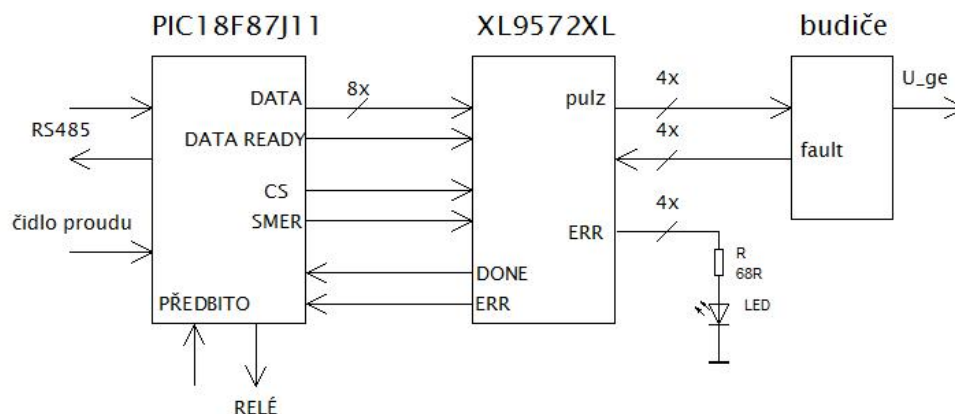 PIC18F87J11
XL9572XL
budiče
DATA
8x
pulz
4x
U_ge
RS485
DATA READY
4x
fault
CS
čidlo proudu
SMER
ERR
4x
R
68R
DONE
LED
PŘEDBITO
ERR
RELÉ